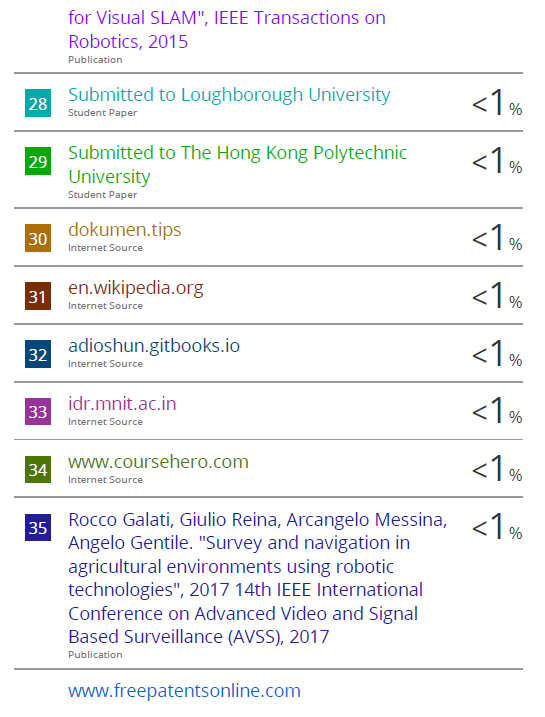 for Visual SLAM", IEEE Transactions on
Robotics, 2015
Publication
28
Submitted to Loughborough University
Student Paper
<1%
29
Submitted to The Hong Kong Polytechnic
University
Student Paper
<1%
30
dokumen.tips
Internet Source
<1%
31
en.wikipedia.org
Internet Source
<1%
32
adioshun.gitbooks.io
Internet Source
<1%
33
idr.mnit.ac.in
Internet Source
<1%
34
www.coursehero.com
Internet Source
<1%
35
Rocco Galati, Giulio Reina, Arcangelo Messina,
Angelo Gentile. "Survey and navigation in
agricultural environments using robotic
technologies", 2017 14th IEEE International
Conference on Advanced Video and Signal
Based Surveillance (AVSS), 2017
Publication
<1%
www.freepatentsonline.com